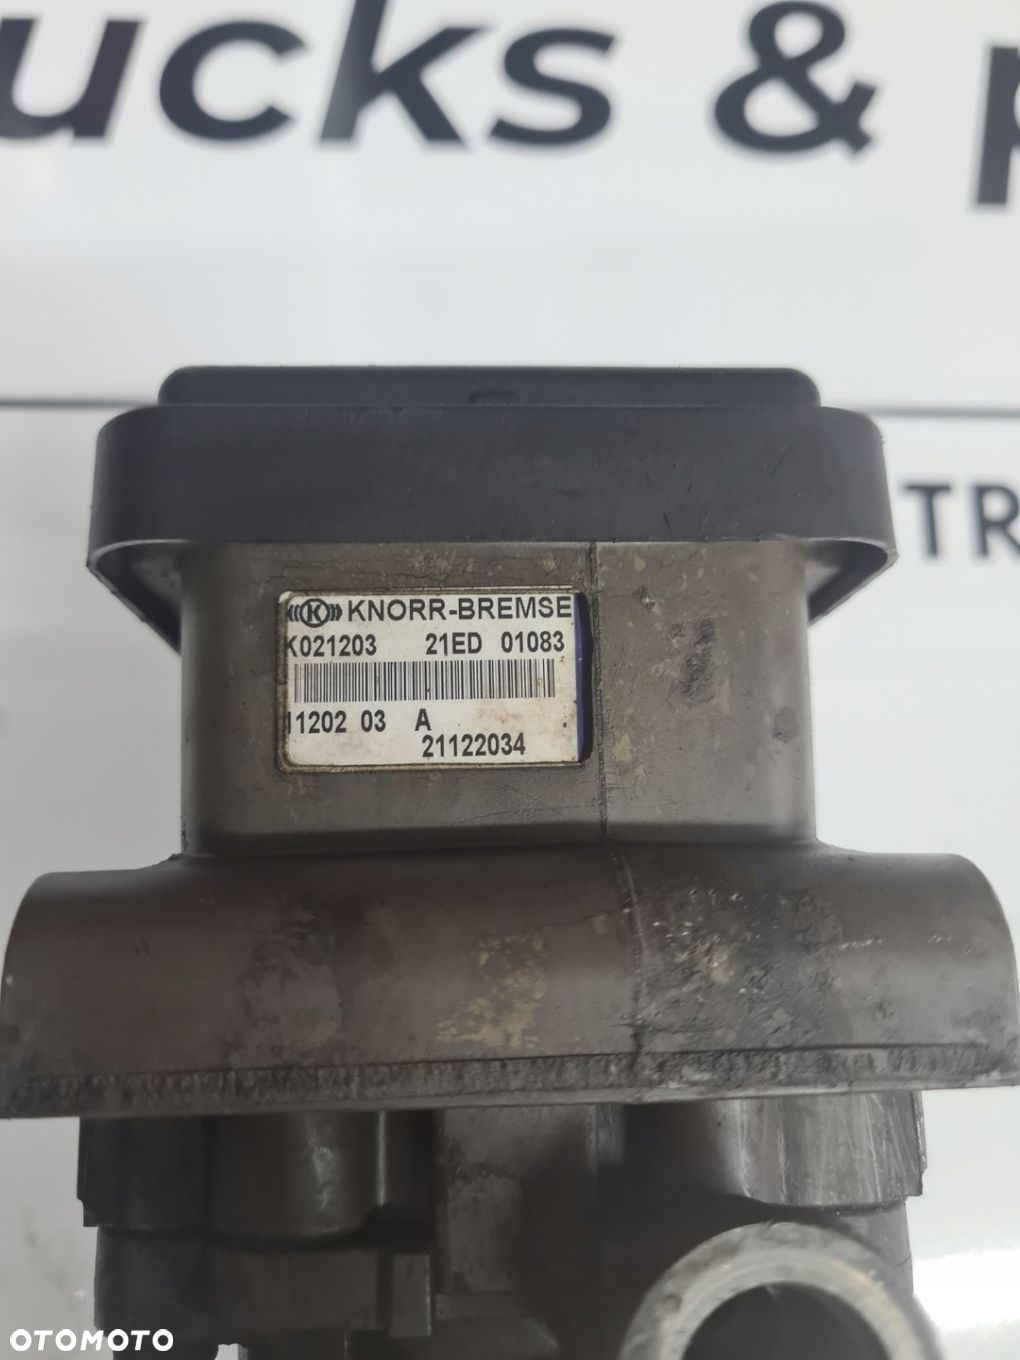 ucks & p
TR
K KNORR-BREMSE
K021203 21ED 01083
11202 03 A
21122034
OTOMOTO